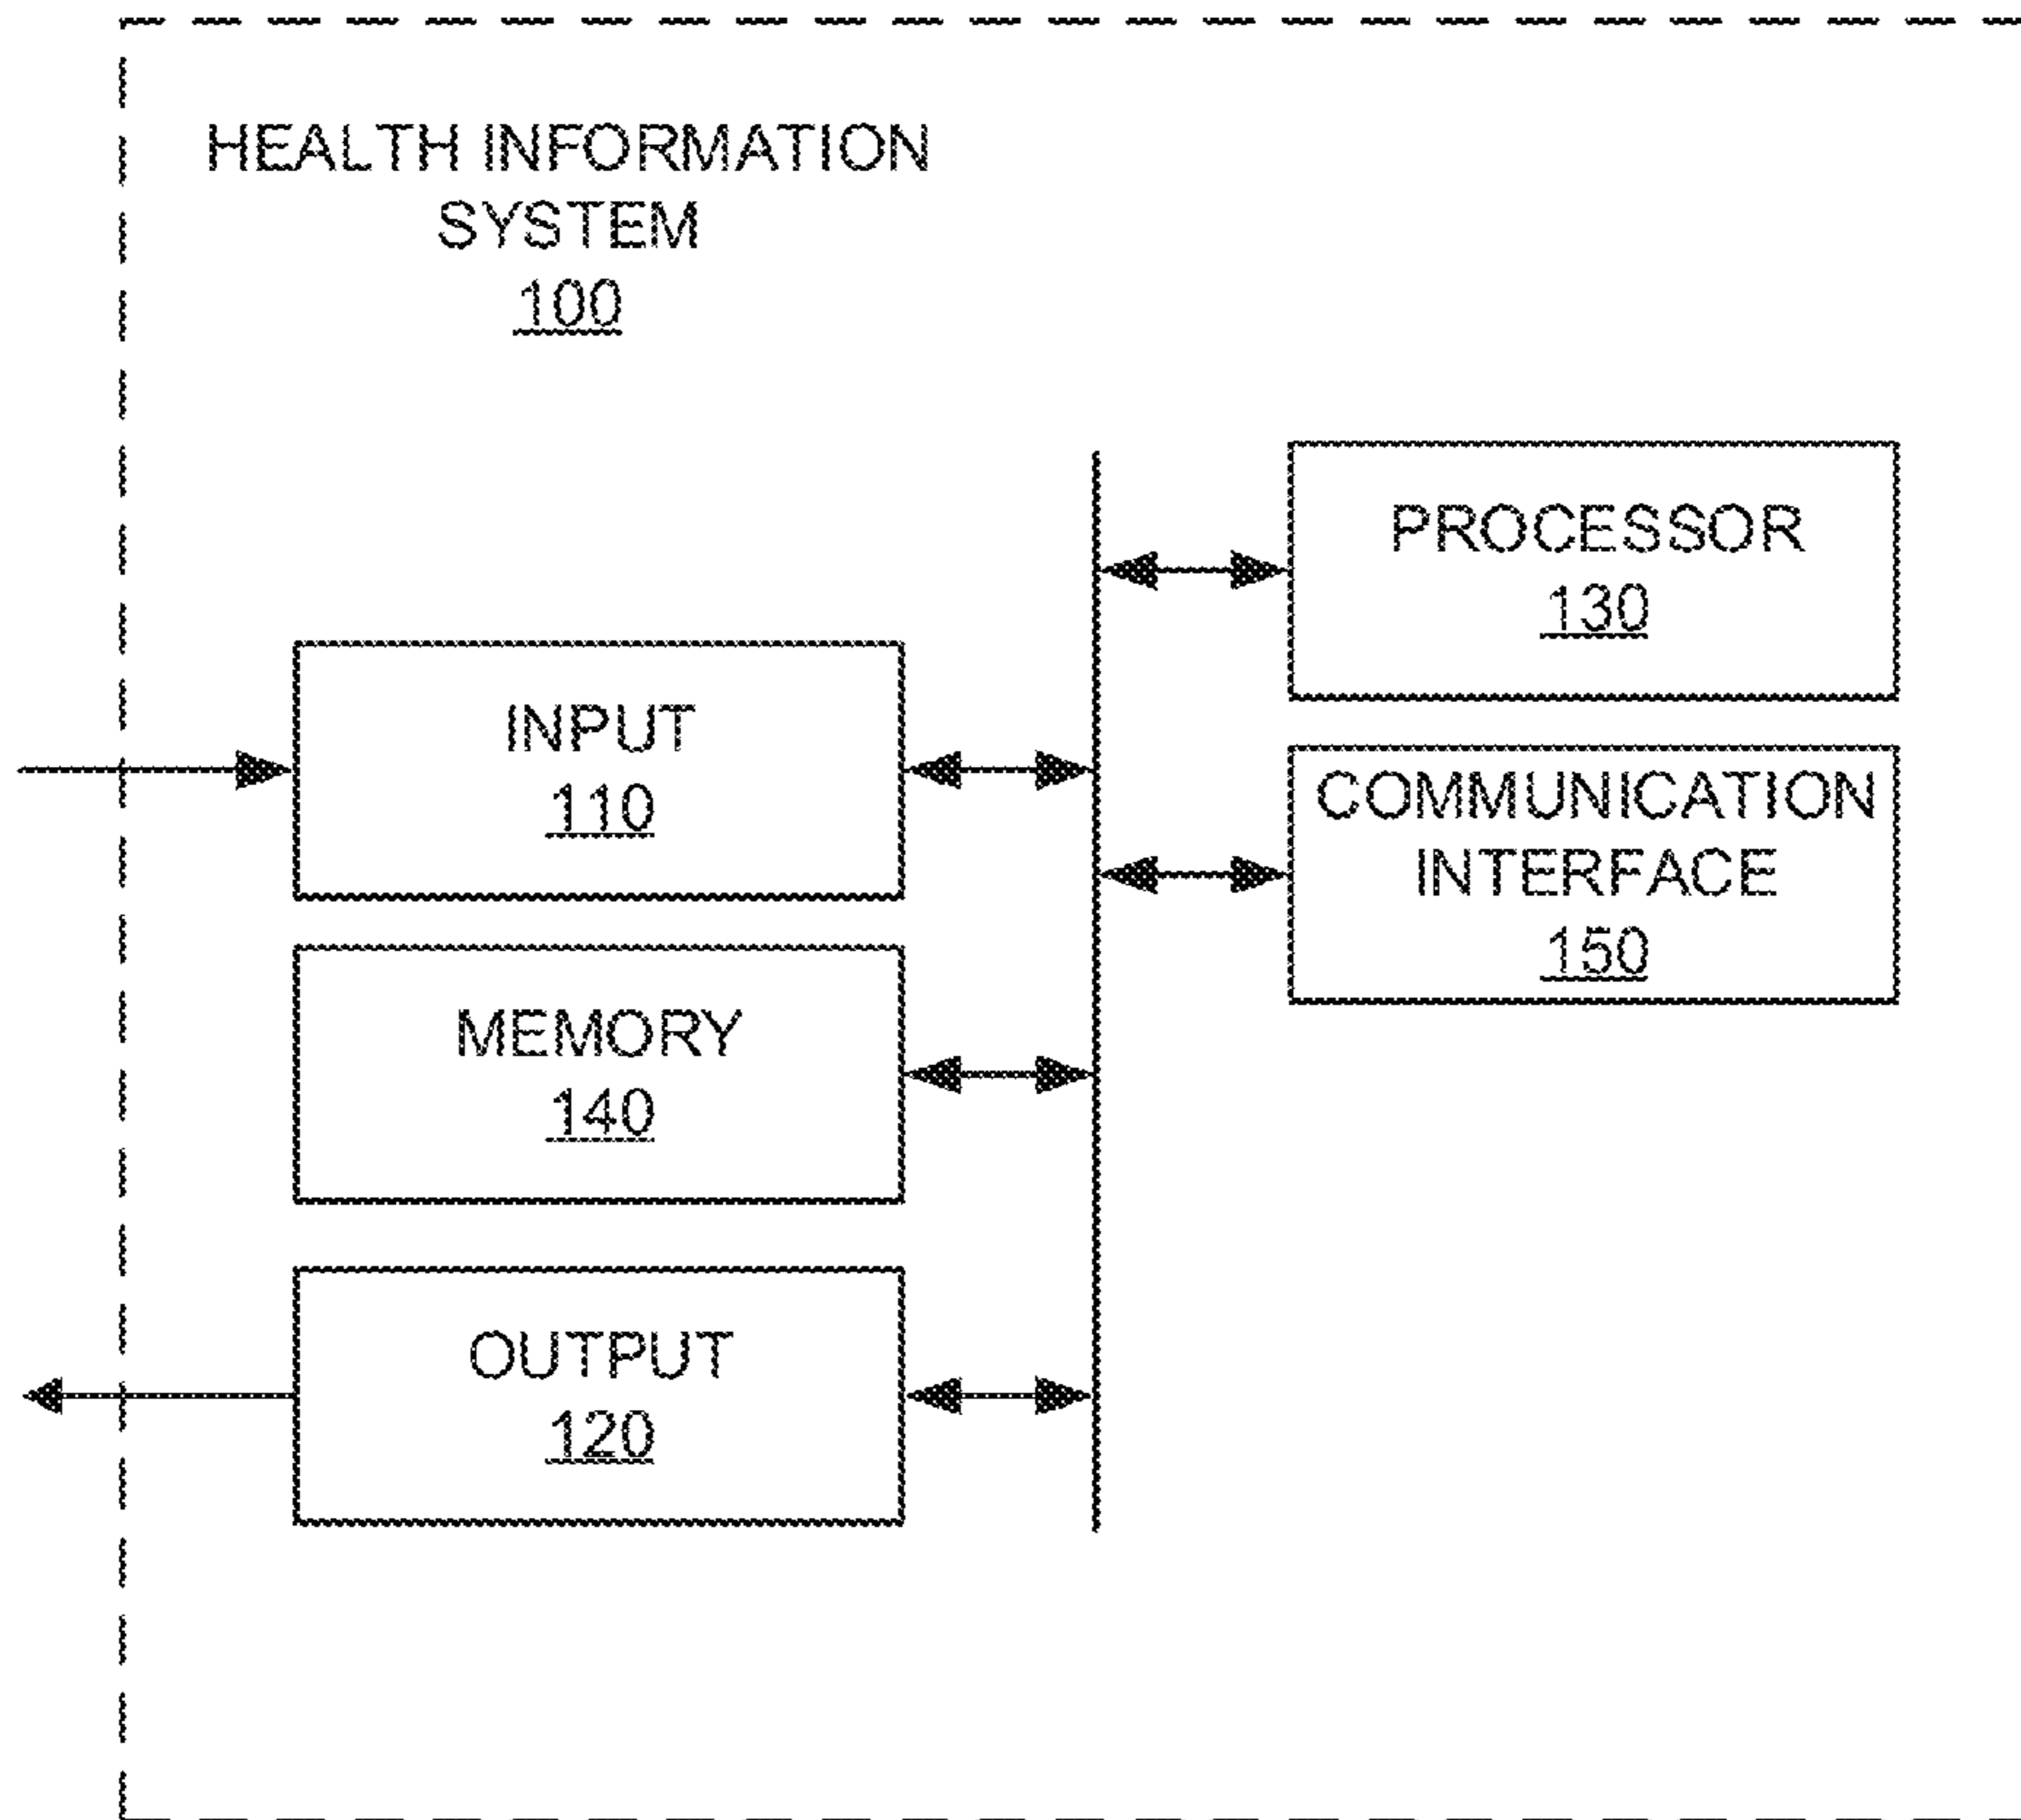 HEALTH INFORMATION
SYSTEM
100
PROCESSOR
130
INPUT
110
COMMUNICATION
INTERFACE
150
MEMORY
140
OUTPUT
120